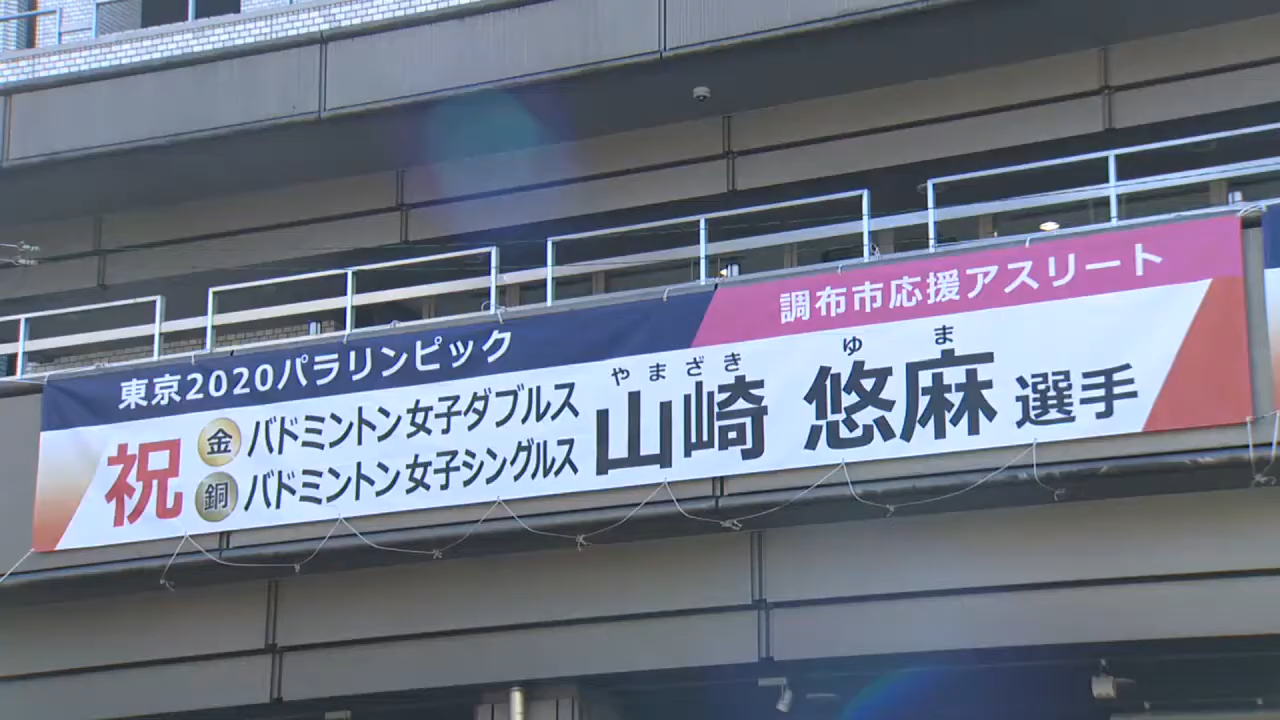 東京2020パラリンピック
調布市応援アスリート
祝
金 バドミントン女子ダブルス
銅 バドミントン女子シングルス
やまざき ゆま
山崎 悠麻 選手